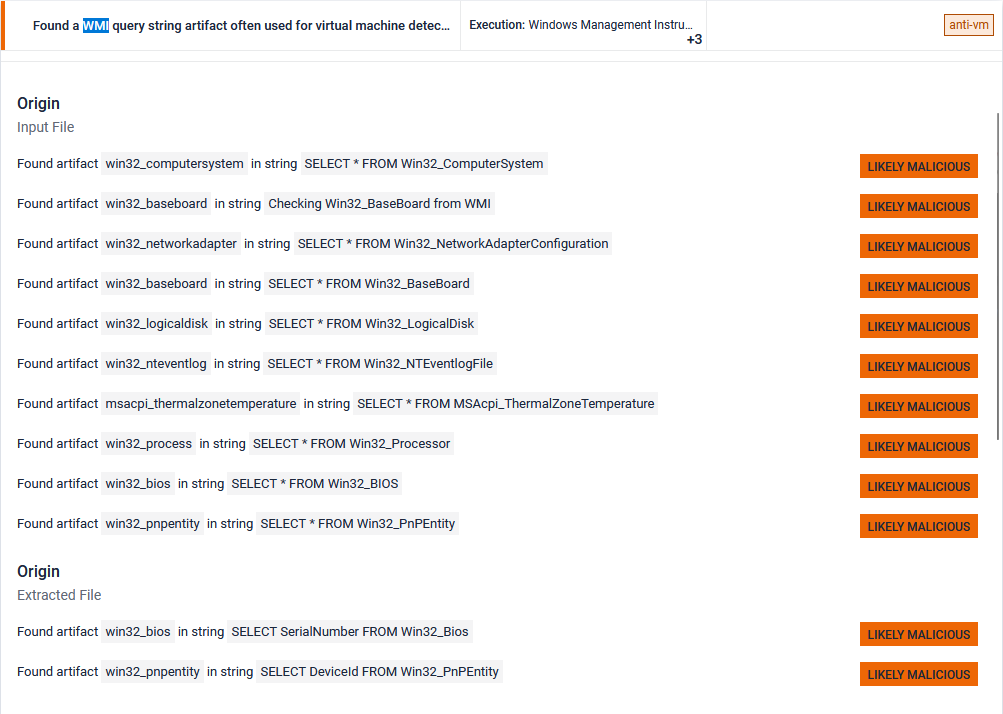 Found a WMI query string artifact often used for virtual machine detec...
Execution: Windows Management Instru...
+3
anti-vm
Origin
Input File
Found artifact win32_computersystem in string SELECT * FROM Win32_ComputerSystem LIKELY MALICIOUS
Found artifact win32_baseboard in string Checking Win32_BaseBoard from WMI LIKELY MALICIOUS
Found artifact win32_networkadapter in string SELECT * FROM Win32_NetworkAdapterConfiguration LIKELY MALICIOUS
Found artifact win32_baseboard in string SELECT * FROM Win32_BaseBoard LIKELY MALICIOUS
Found artifact win32_logicaldisk in string SELECT * FROM Win32_LogicalDisk LIKELY MALICIOUS
Found artifact win32_nteventlog in string SELECT * FROM Win32_NTEventlogFile LIKELY MALICIOUS
Found artifact msacpi_thermalzonetemperature in string SELECT * FROM MSAcpi_ThermalZoneTemperature LIKELY MALICIOUS
Found artifact win32_process in string SELECT * FROM Win32_Processor LIKELY MALICIOUS
Found artifact win32_bios in string SELECT * FROM Win32_BIOS LIKELY MALICIOUS
Found artifact win32_pnpentity in string SELECT * FROM Win32_PnPEntity LIKELY MALICIOUS
Origin
Extracted File
Found artifact win32_bios in string SELECT SerialNumber FROM Win32_Bios LIKELY MALICIOUS
Found artifact win32_pnpentity in string SELECT DeviceId FROM Win32_PnPEntity LIKELY MALICIOUS